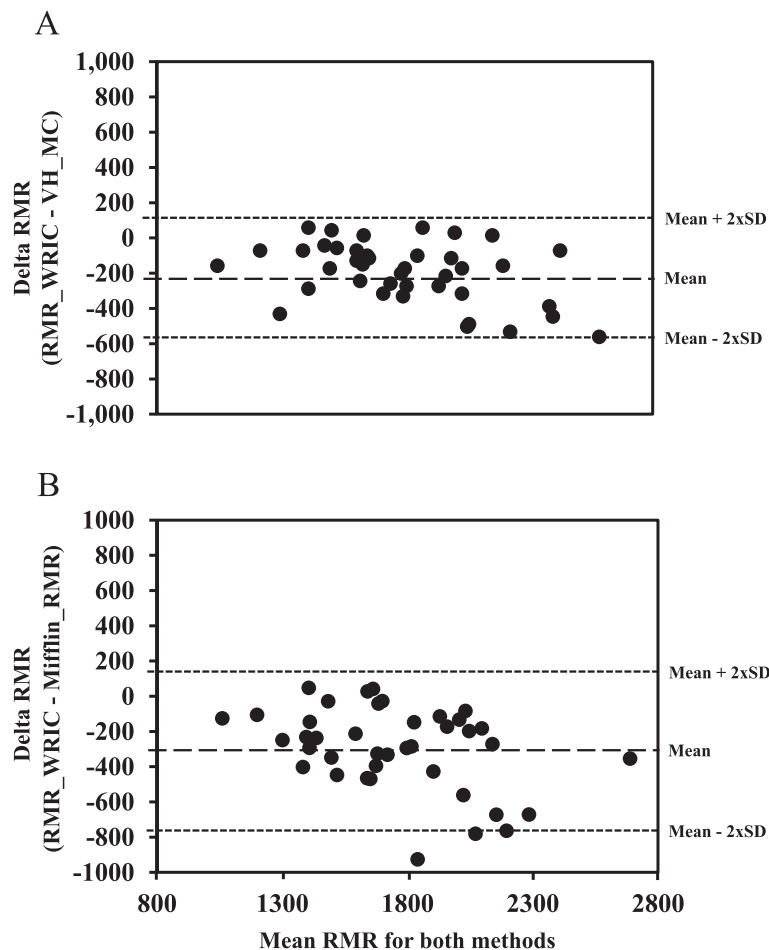 A
Delta RMR
(RMR_WRIC - VH_MC)
1,000
800
600
400
200
0
-200
-400
-600
-800
-1,000
Mean + 2xSD
Mean
Mean - 2xSD
B
Delta RMR
(RMR_WRIC - Mifflin_RMR)
1000
800
600
400
200
0
-200
-400
-600
-800
-1000
Mean + 2xSD
Mean
Mean - 2xSD
800 1300 1800 2300 2800
Mean RMR for both methods